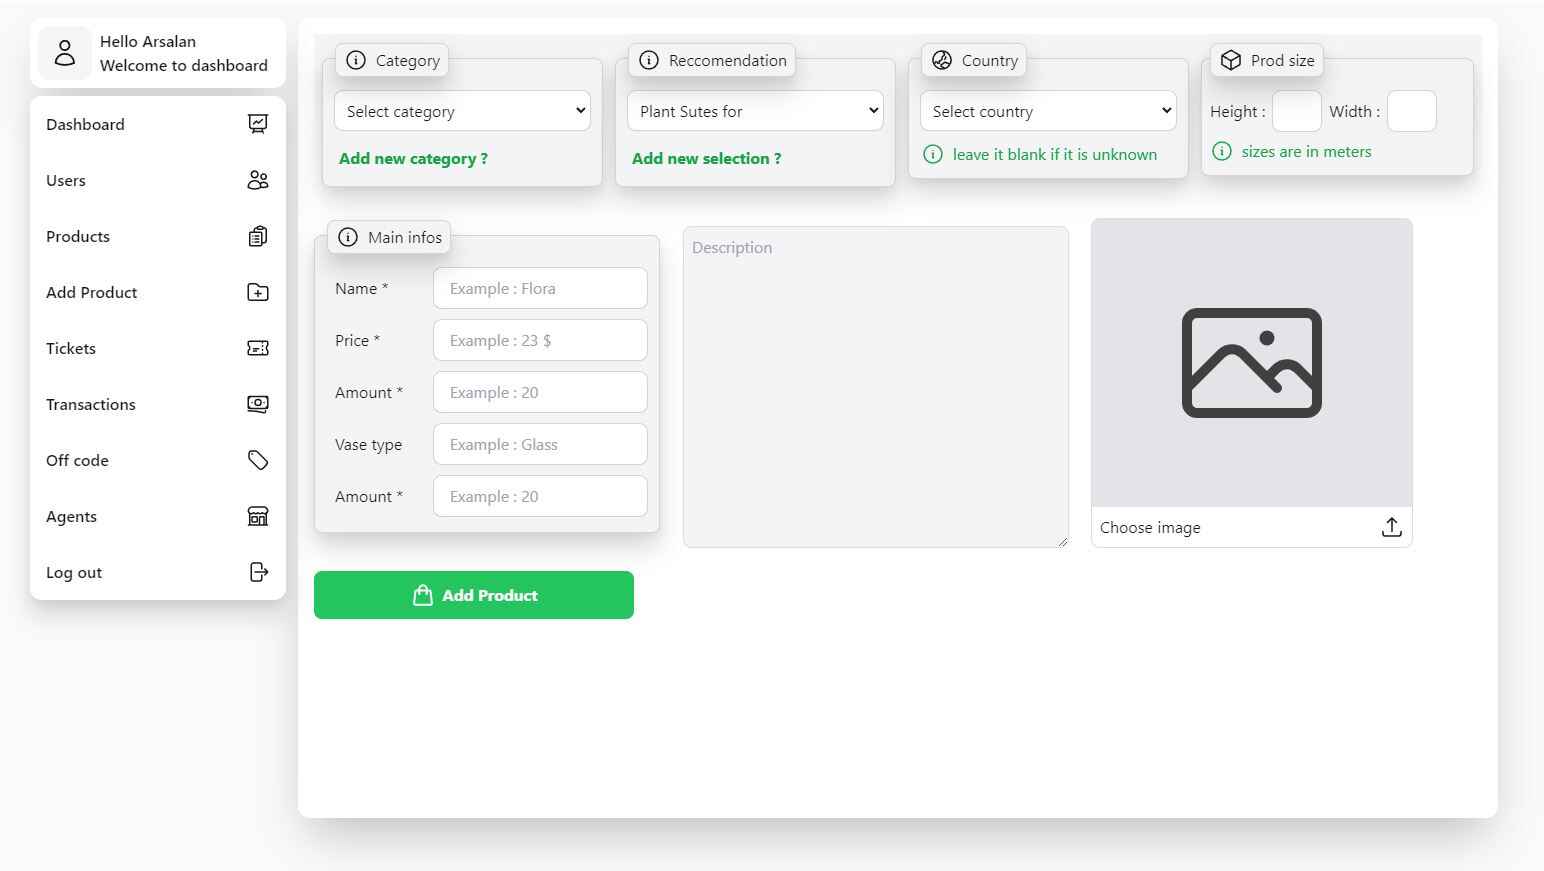 Hello Arsalan
Welcome to dashboard
Dashboard
Users
Products
Add Product
Tickets
Transactions
Off code
Agents
Log out
Category
Select category
Add new category ?
Reccomendation
Plant Sutes for
Add new selection ?
Country
Select country
leave it blank if it is unknown
Prod size
Height : Width :
sizes are in meters
Main infos
Name * Example : Flora
Price * Example : 23 $
Amount * Example : 20
Vase type Example : Glass
Amount * Example : 20
Description
Choose image
Add Product